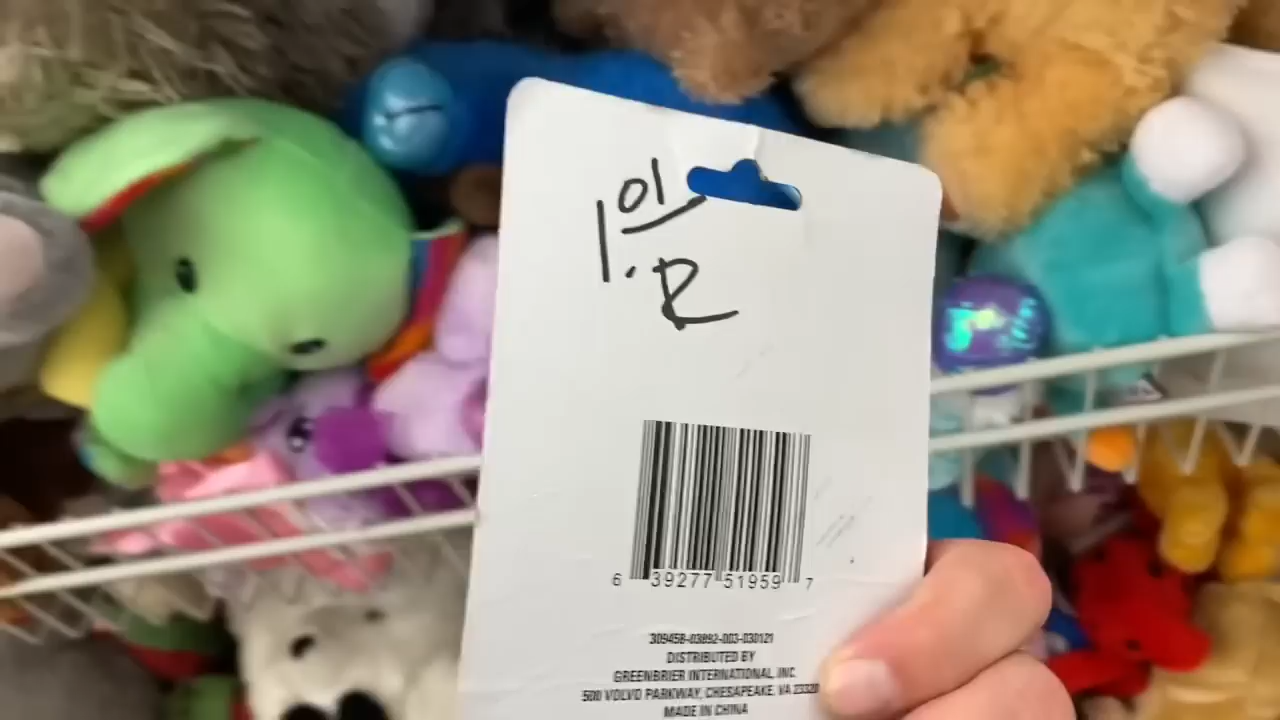 1.01
R
6 39277 51959 7
309458-03892-003-030121
DISTRIBUTED BY
GREENBRIER INTERNATIONAL, INC.
500 VOLVO PARKWAY, CHESAPEAKE, VA 23320
MADE IN CHINA